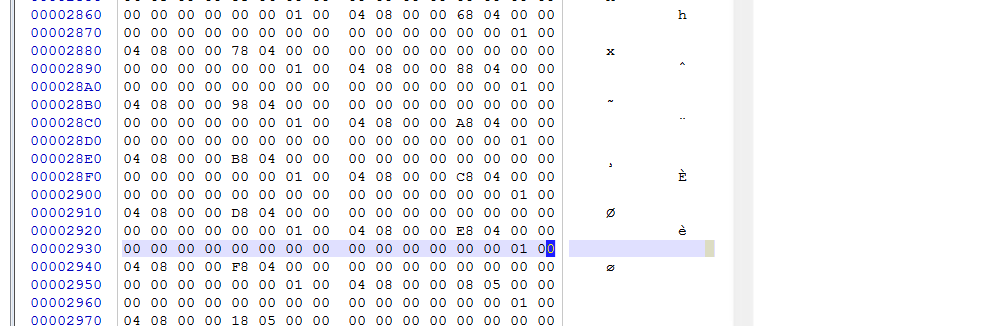 00002860 00 00 00 00 00 00 01 00 04 08 00 00 68 04 00 00 h
00002870 00 00 00 00 00 00 00 00 00 00 00 00 00 00 01 00
00002880 04 08 00 00 78 04 00 00 00 00 00 00 00 00 00 00 x
00002890 00 00 00 00 00 00 01 00 04 08 00 00 88 04 00 00 ˆ
000028A0 00 00 00 00 00 00 00 00 00 00 00 00 00 00 01 00
000028B0 04 08 00 00 98 04 00 00 00 00 00 00 00 00 00 00 ˜
000028C0 00 00 00 00 00 00 01 00 04 08 00 00 A8 04 00 00 ¨
000028D0 00 00 00 00 00 00 00 00 00 00 00 00 00 00 01 00
000028E0 04 08 00 00 B8 04 00 00 00 00 00 00 00 00 00 00 ¸
000028F0 00 00 00 00 00 00 01 00 04 08 00 00 C8 04 00 00 È
00002900 00 00 00 00 00 00 00 00 00 00 00 00 00 00 01 00
00002910 04 08 00 00 D8 04 00 00 00 00 00 00 00 00 00 00 Ø
00002920 00 00 00 00 00 00 01 00 04 08 00 00 E8 04 00 00 è
00002930 00 00 00 00 00 00 00 00 00 00 00 00 00 00 01 00
00002940 04 08 00 00 F8 04 00 00 00 00 00 00 00 00 00 00 ø
00002950 00 00 00 00 00 00 01 00 04 08 00 00 08 05 00 00
00002960 00 00 00 00 00 00 00 00 00 00 00 00 00 00 01 00
00002970 04 08 00 00 18 05 00 00 00 00 00 00 00 00 00 00